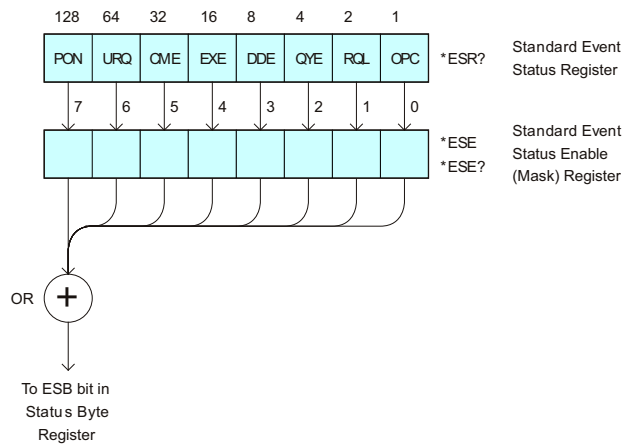 128 64 32 16 8 4 2 1
PON URQ CME EXE DDE QYE RQL OPC
*ESR?
Standard Event
Status Register
7 6 5 4 3 2 1 0
*ESE
*ESE?
Standard Event
Status Enable
(Mask) Register
OR
+
To ESB bit in
Status Byte
Register